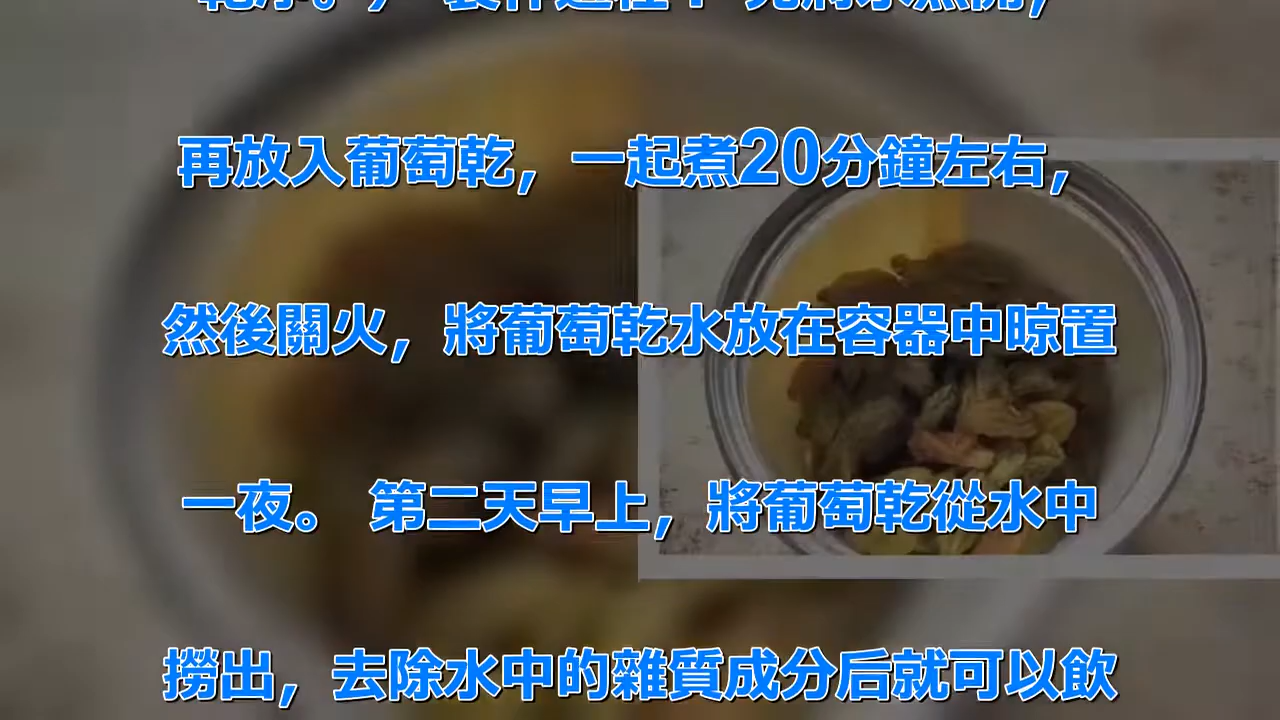 再放入葡萄乾，一起煮20分鐘左右，
然後關火，將葡萄乾水放在容器中晾置
一夜。 第二天早上，將葡萄乾從水中
撈出，去除水中的雜質成分后就可以飲